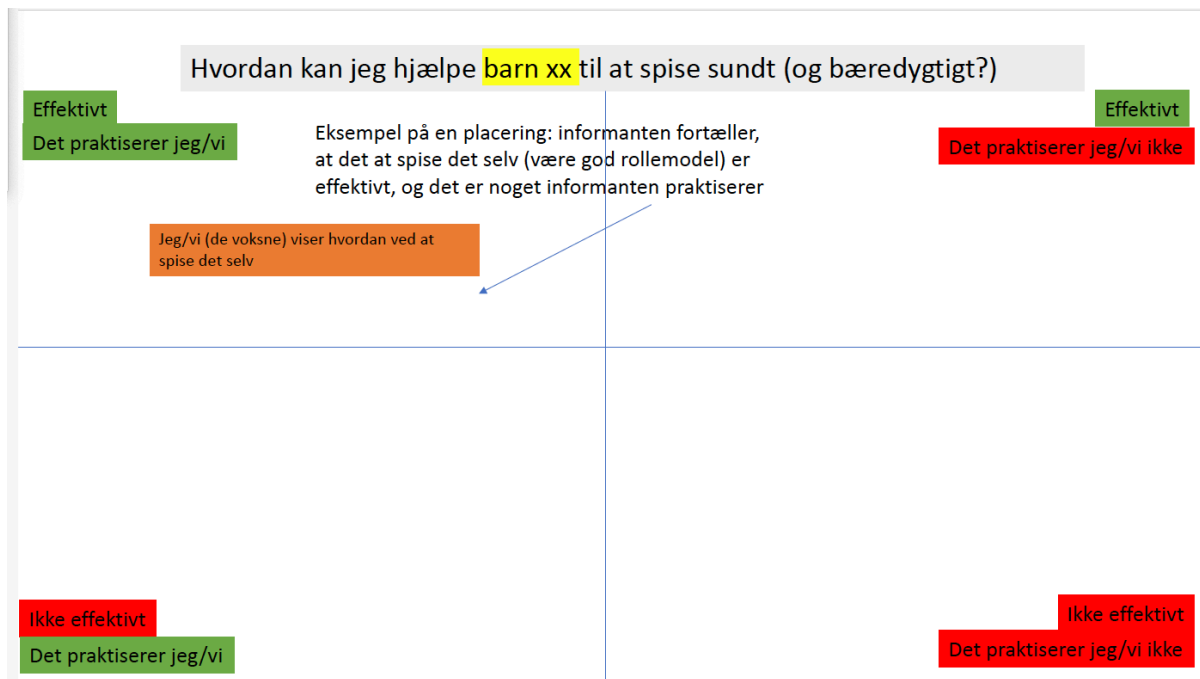 Hvordan kan jeg hjælpe barn xx til at spise sundt (og bæredygtigt?)
Effektivt
Det praktiserer jeg/vi
Eksempel på en placering: informanten fortæller,
at det at spise det selv (være god rollemodel) er
effektivt, og det er noget informanten praktiserer
Effektivt
Det praktiserer jeg/vi ikke
Jeg/vi (de voksne) viser hvordan ved at
spise det selv
Ikke effektivt
Det praktiserer jeg/vi
Ikke effektivt
Det praktiserer jeg/vi ikke